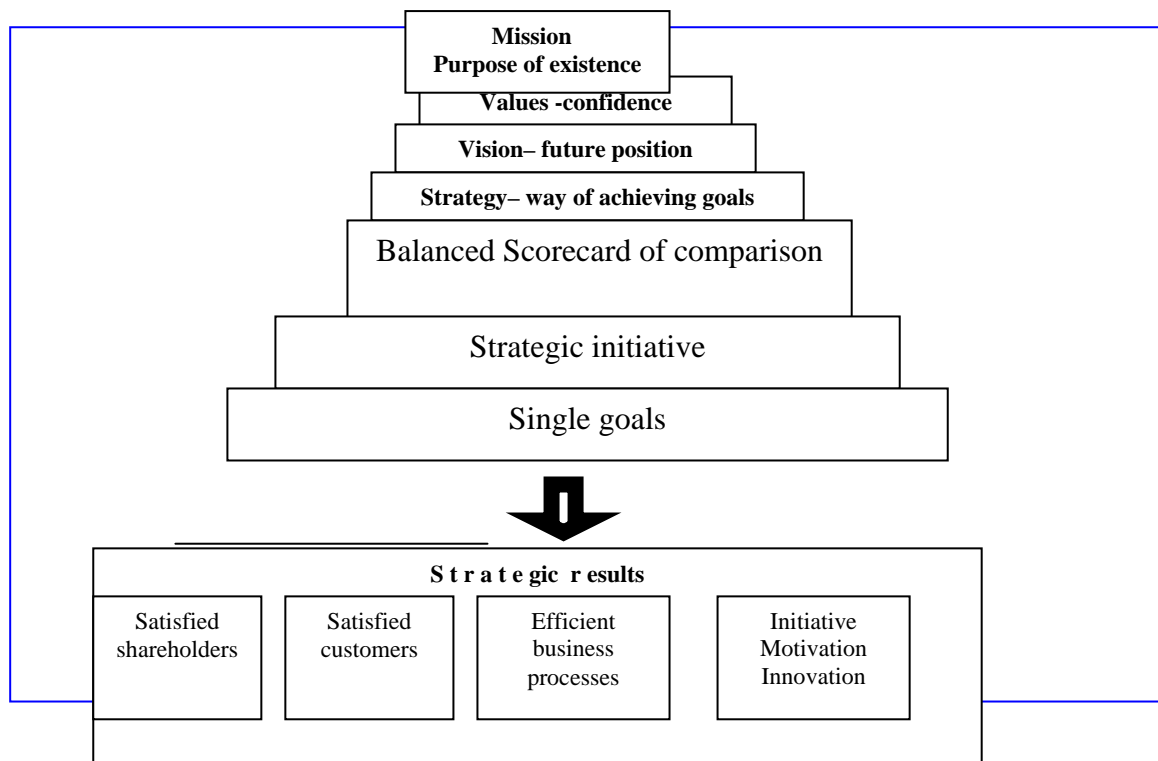 Mission
Purpose of existence
Values -confidence
Vision– future position
Strategy– way of achieving goals
Balanced Scorecard of comparison
Strategic initiative
Single goals
S t r a t e gic r esults
Satisfied
shareholders
Satisfied
customers
Efficient
business
processes
Initiative
Motivation
Innovation